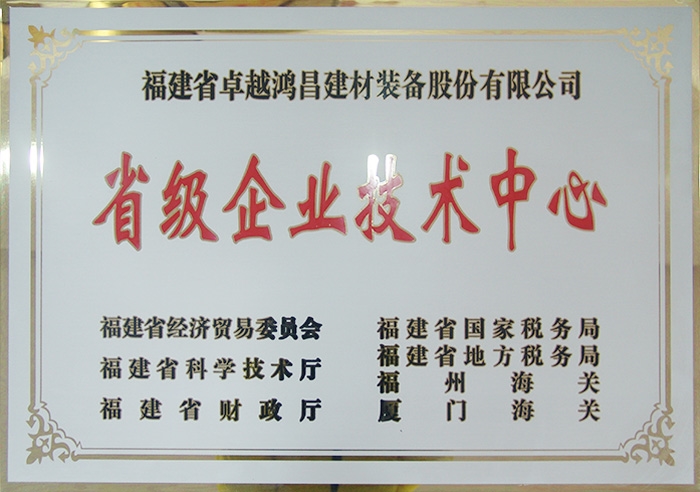 福建省卓越鸿昌建材装备股份有限公司
省级企业技术中心
福建省经济贸易委员会
福建省科学技术厅
福建省财政厅
福建省国家税务局
福建省地方税务局
福州海关
厦门海关